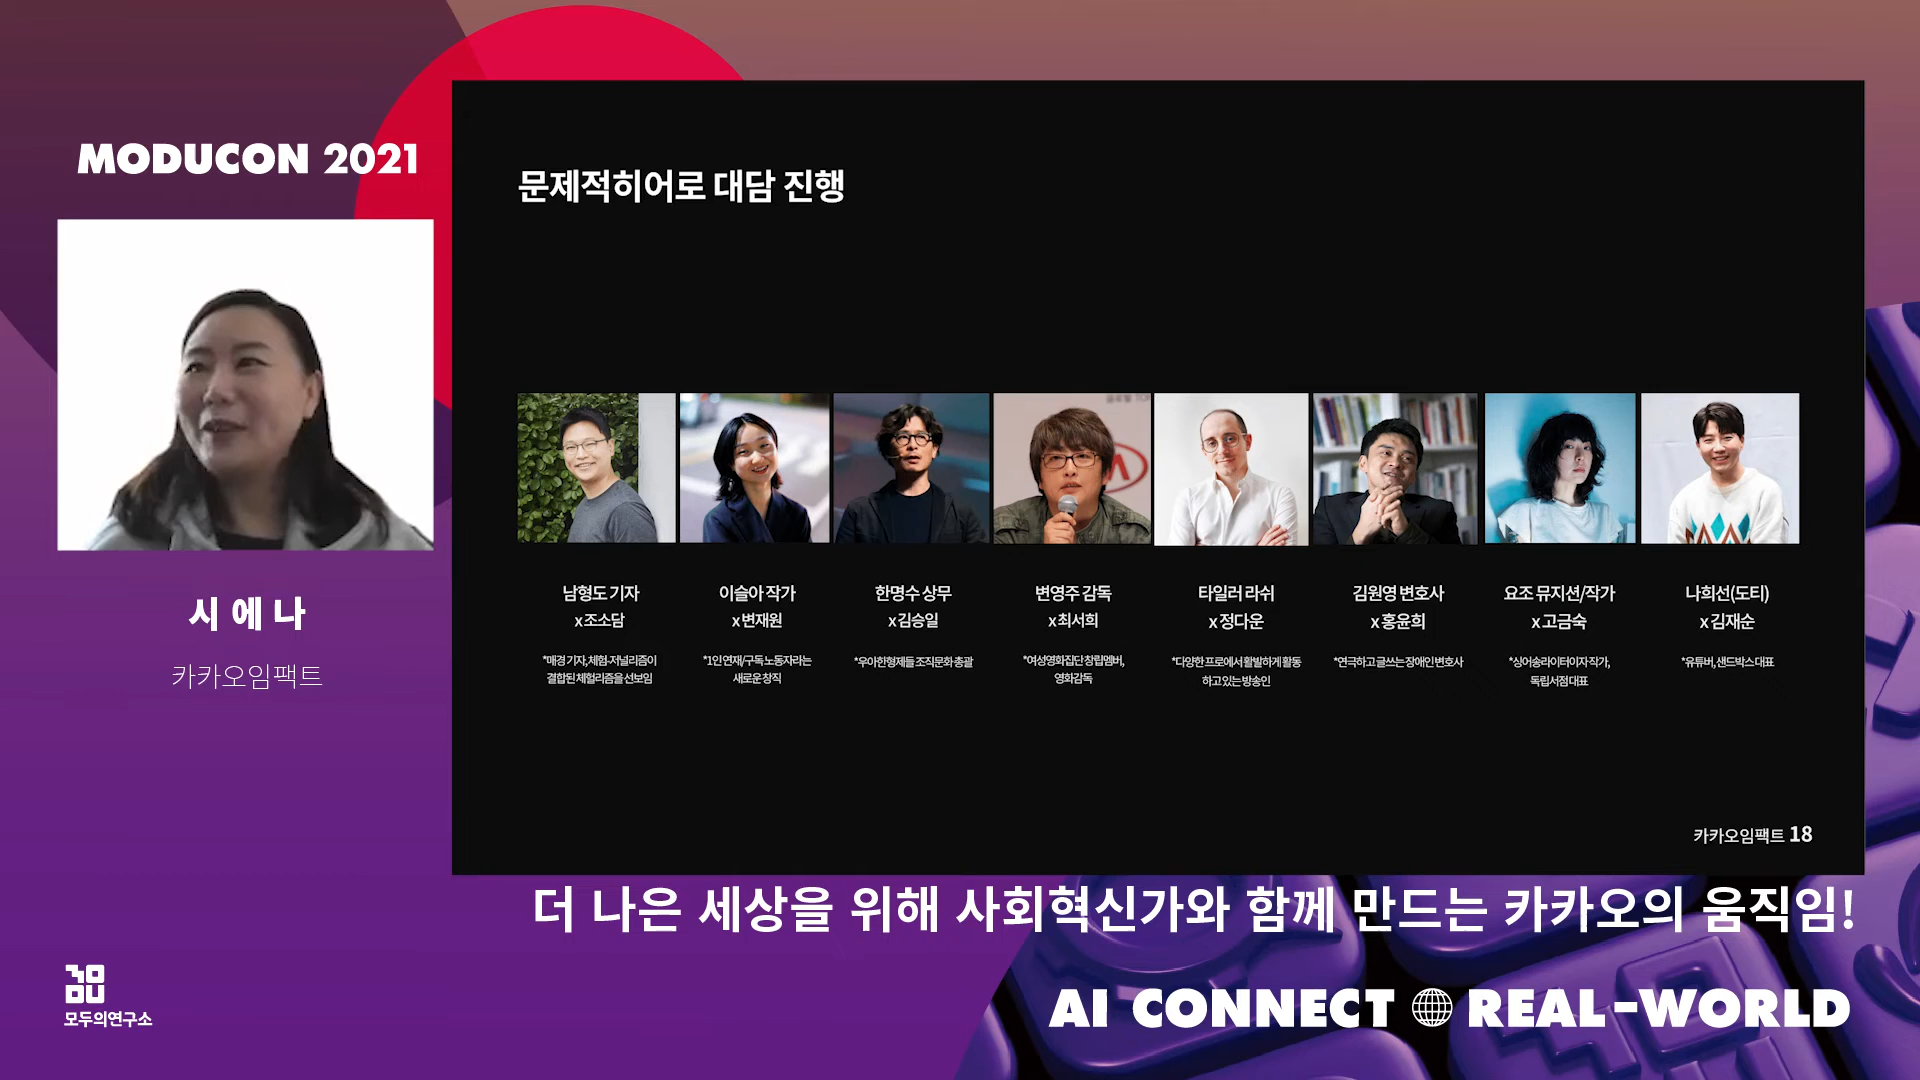 MODUCON 2021
시에나
카카오임팩트
문제적히어로 대담 진행
남형도 기자
x 조소담
*매경 기자, 체험-저널리즘이
결합된 체헐리즘을 선보임
이슬아 작가
x 변재원
*1인 연재/구독 노동자라는
새로운 창직
한명수 상무
x 김승일
*우아한형제들 조직문화 총괄
변영주 감독
x 최서희
*여성영화집단 창립멤버,
영화감독
타일러 라쉬
x 정다운
*다양한 프로에서 활발하게 활동
하고 있는 방송인
김원영 변호사
x 홍윤희
*연극하고 글쓰는 장애인 변호사
요조 뮤지션/작가
x 고금숙
*싱어송라이터이자 작가,
독립서점 대표
나희선(도티)
x 김재순
*유튜버, 샌드박스 대표
카카오임팩트 18
더 나은 세상을 위해 사회혁신가와 함께 만드는 카카오의 움직임!
모두의연구소
AI CONNECT REAL-WORLD